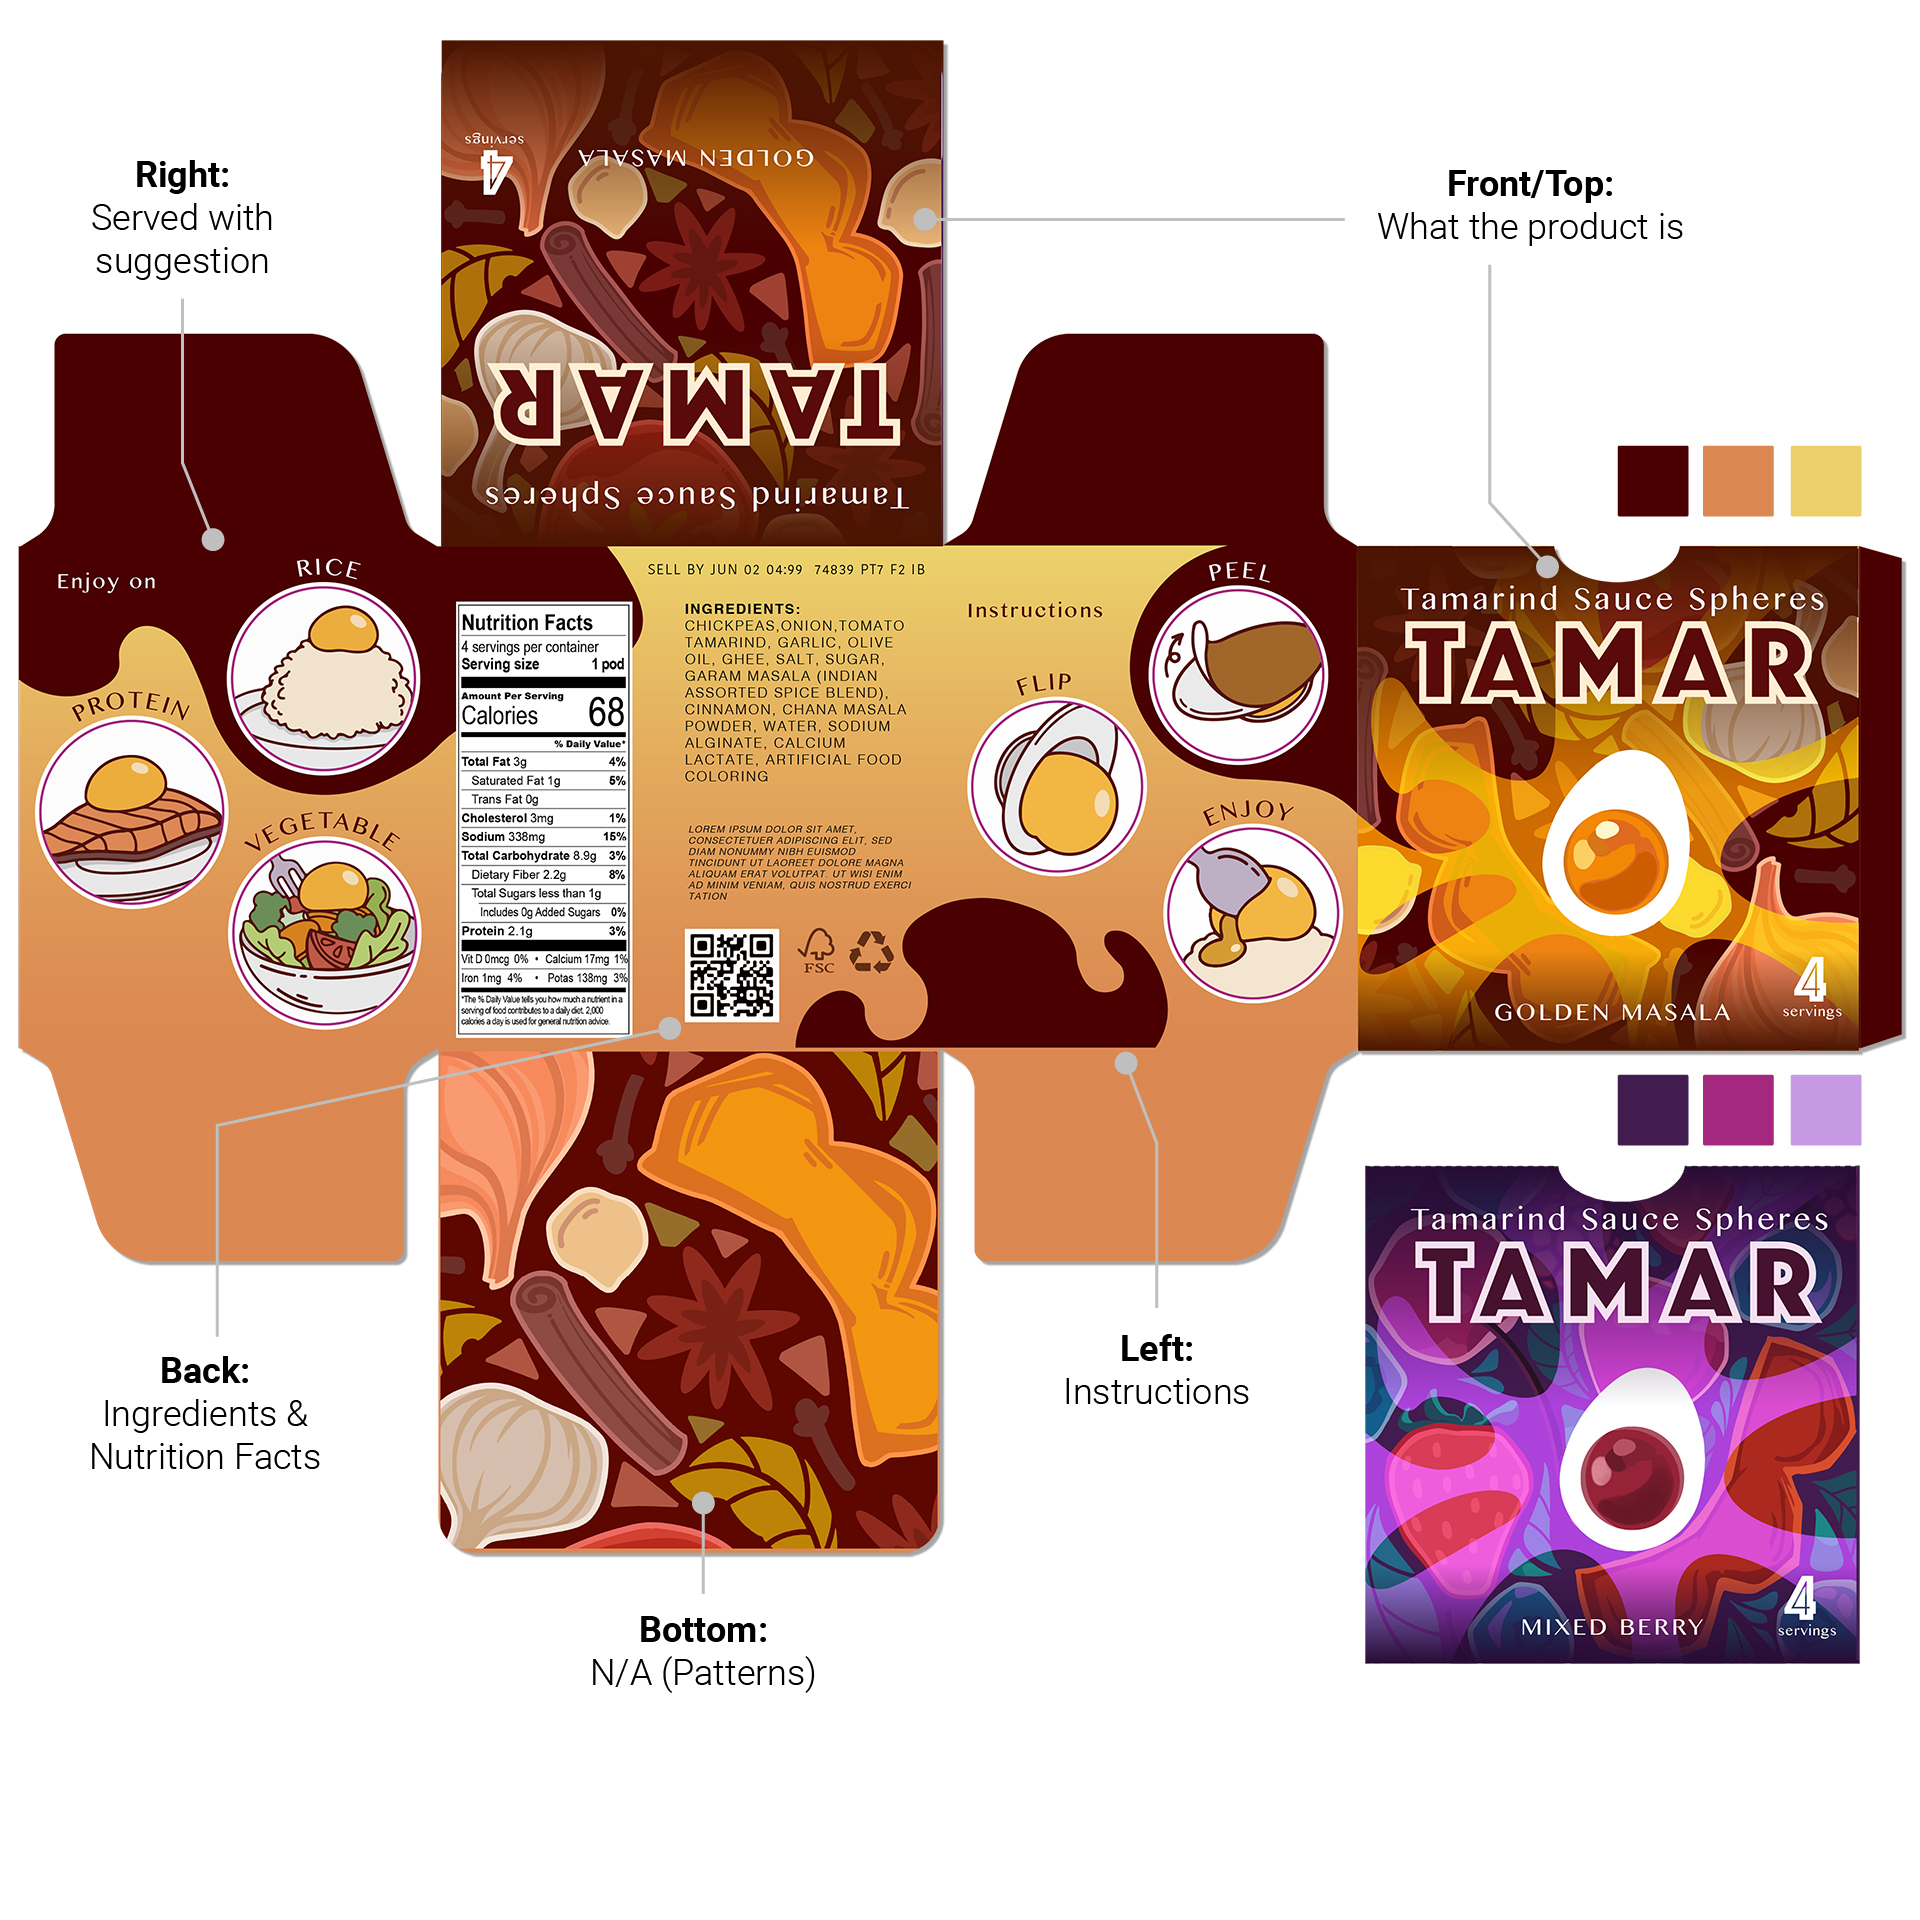 Right:
Served with
suggestion
Front/Top:
What the product is
Tamarind Sauce Spheres
TAMAR
GOLDEN MASALA
4
servings
Enjoy on
RICE
PROTEIN
VEGETABLE
Nutrition Facts
4 servings per container
Serving size 1 pod
Amount Per Serving
Calories 68
% Daily Value*
Total Fat 3g 4%
Saturated Fat 1g 5%
Trans Fat 0g
Cholesterol 3mg 1%
Sodium 338mg 15%
Total Carbohydrate 8.9g 3%
Dietary Fiber 2.2g 8%
Total Sugars less than 1g
Includes 0g Added Sugars 0%
Protein 2.1g 3%
Vit D 0mcg 0% • Calcium 17mg 1%
Iron 1mg 4% • Potas 138mg 3%
*The % Daily Value tells you how much a nutrient in a
serving of food contributes to a daily diet. 2,000
calories a day is used for general nutrition advice.
SELL BY JUN 02 04:99 74839 PT7 F2 IB
INGREDIENTS:
CHICKPEAS,ONION,TOMATO
TAMARIND, GARLIC, OLIVE
OIL, GHEE, SALT, SUGAR,
GARAM MASALA (INDIAN
ASSORTED SPICE BLEND),
CINNAMON, CHANA MASALA
POWDER, WATER, SODIUM
ALGINATE, CALCIUM
LACTATE, ARTIFICIAL FOOD
COLORING
LOREM IPSUM DOLOR SIT AMET,
CONSECTETUER ADIPISCING ELIT, SED
DIAM NONUMMY NIBH EUISMOD
TINCIDUNT UT LAOREET DOLORE MAGNA
ALIQUAM ERAT VOLUTPAT. UT WISI ENIM
AD MINIM VENIAM, QUIS NOSTRUD EXERCI
TATION
FSC
Instructions
PEEL
FLIP
ENJOY
Tamarind Sauce Spheres
TAMAR
GOLDEN MASALA
4
servings
Back:
Ingredients &
Nutrition Facts
Left:
Instructions
Bottom:
N/A (Patterns)
Tamarind Sauce Spheres
TAMAR
MIXED BERRY
4
servings